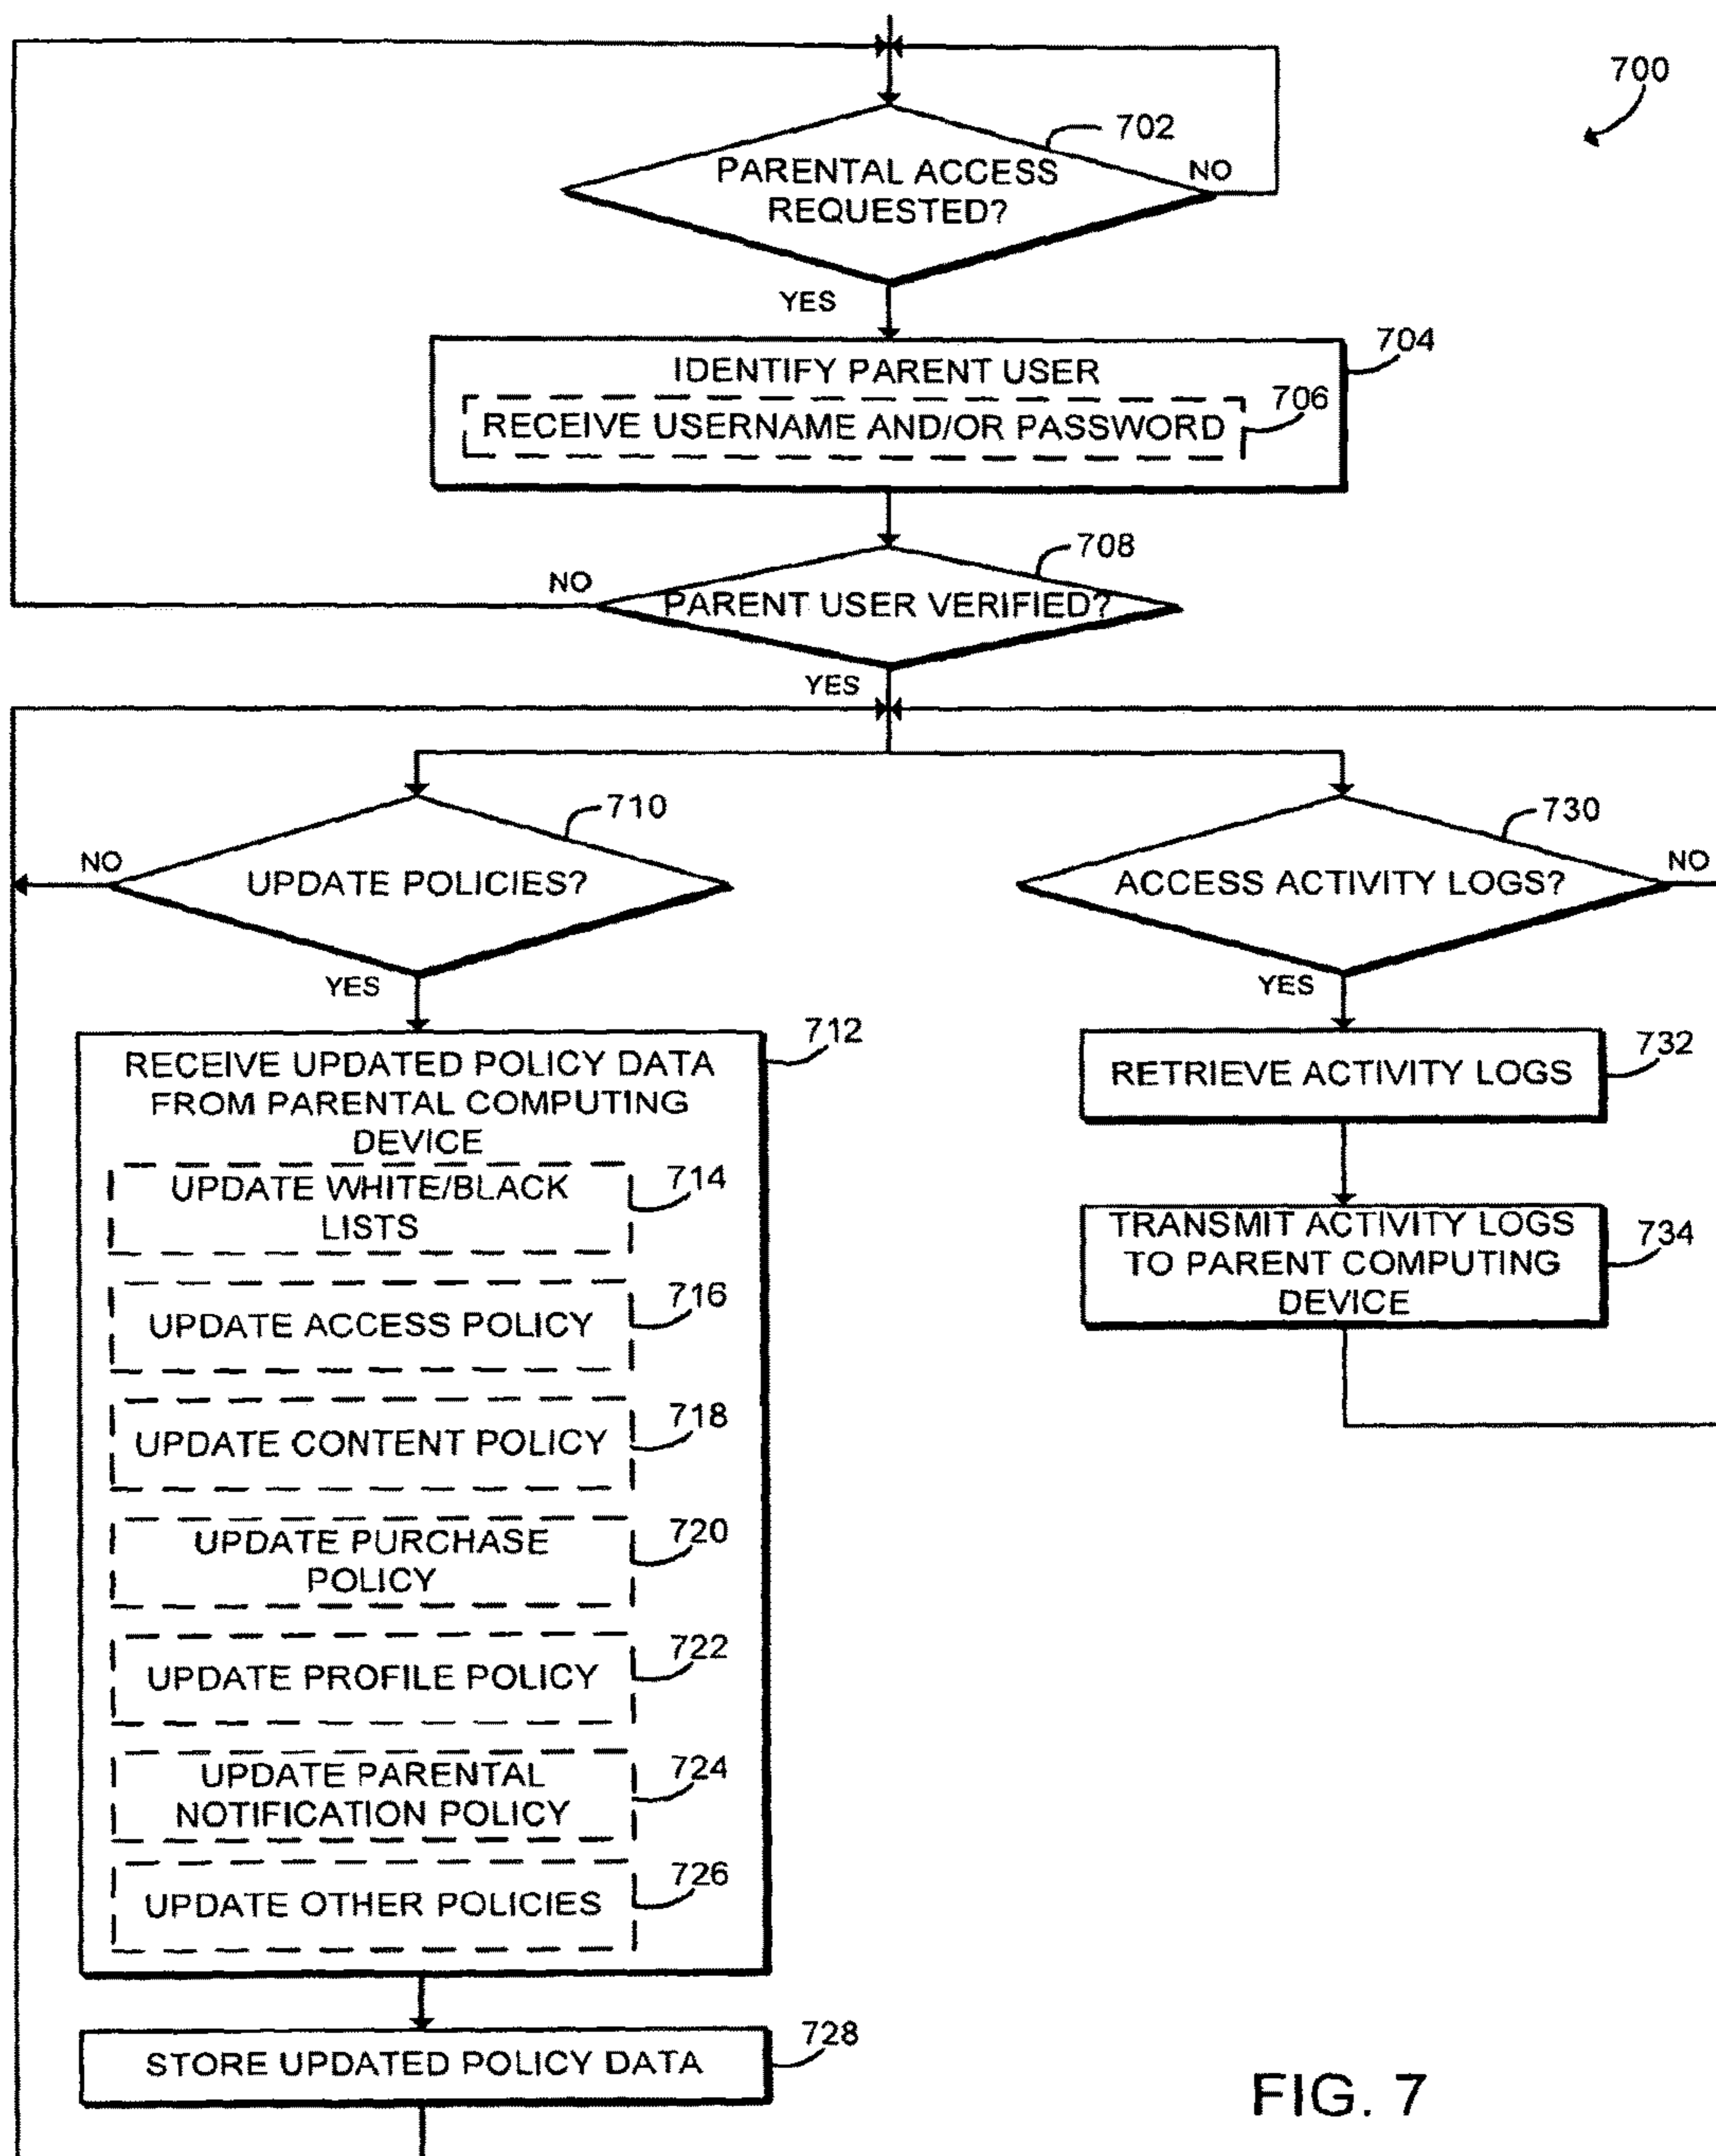 700
702
PARENTAL ACCESS
REQUESTED?
NO
YES
704
IDENTIFY PARENT USER
706
RECEIVE USERNAME AND/OR PASSWORD
708
NO
PARENT USER VERIFIED?
YES
710
NO
UPDATE POLICIES?
YES
712
RECEIVE UPDATED POLICY DATA
FROM PARENTAL COMPUTING
DEVICE
714
UPDATE WHITE/BLACK
LISTS
716
UPDATE ACCESS POLICY
718
UPDATE CONTENT POLICY
720
UPDATE PURCHASE
POLICY
722
UPDATE PROFILE POLICY
724
UPDATE PARENTAL
NOTIFICATION POLICY
726
UPDATE OTHER POLICIES
728
STORE UPDATED POLICY DATA
730
ACCESS ACTIVITY LOGS?
NO
YES
732
RETRIEVE ACTIVITY LOGS
734
TRANSMIT ACTIVITY LOGS
TO PARENT COMPUTING
DEVICE
FIG. 7